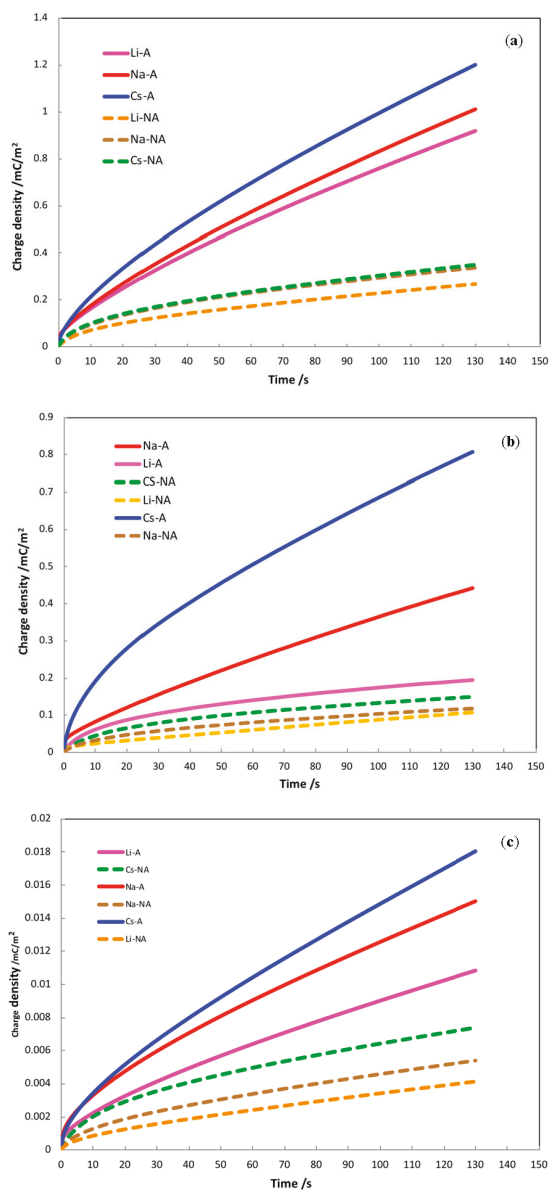 (a)
Li-A
Na-A
Cs-A
Li-NA
Na-NA
Cs-NA
Charge density /mC/m²
1.4
1.2
1
0.8
0.6
0.4
0.2
0
0 10 20 30 40 50 60 70 80 90 100 110 120 130 140 150
Time /s
(b)
Na-A
Li-A
CS-NA
Li-NA
Cs-A
Na-NA
Charge density /mC/m²
0.9
0.8
0.7
0.6
0.5
0.4
0.3
0.2
0.1
0
0 10 20 30 40 50 60 70 80 90 100 110 120 130 140 150
Time /s
(c)
Li-A
Cs-NA
Na-A
Na-NA
Cs-A
Li-NA
Charge density /mC/m²
0.02
0.018
0.016
0.014
0.012
0.01
0.008
0.006
0.004
0.002
0
0 10 20 30 40 50 60 70 80 90 100 110 120 130 140 150
Time /s